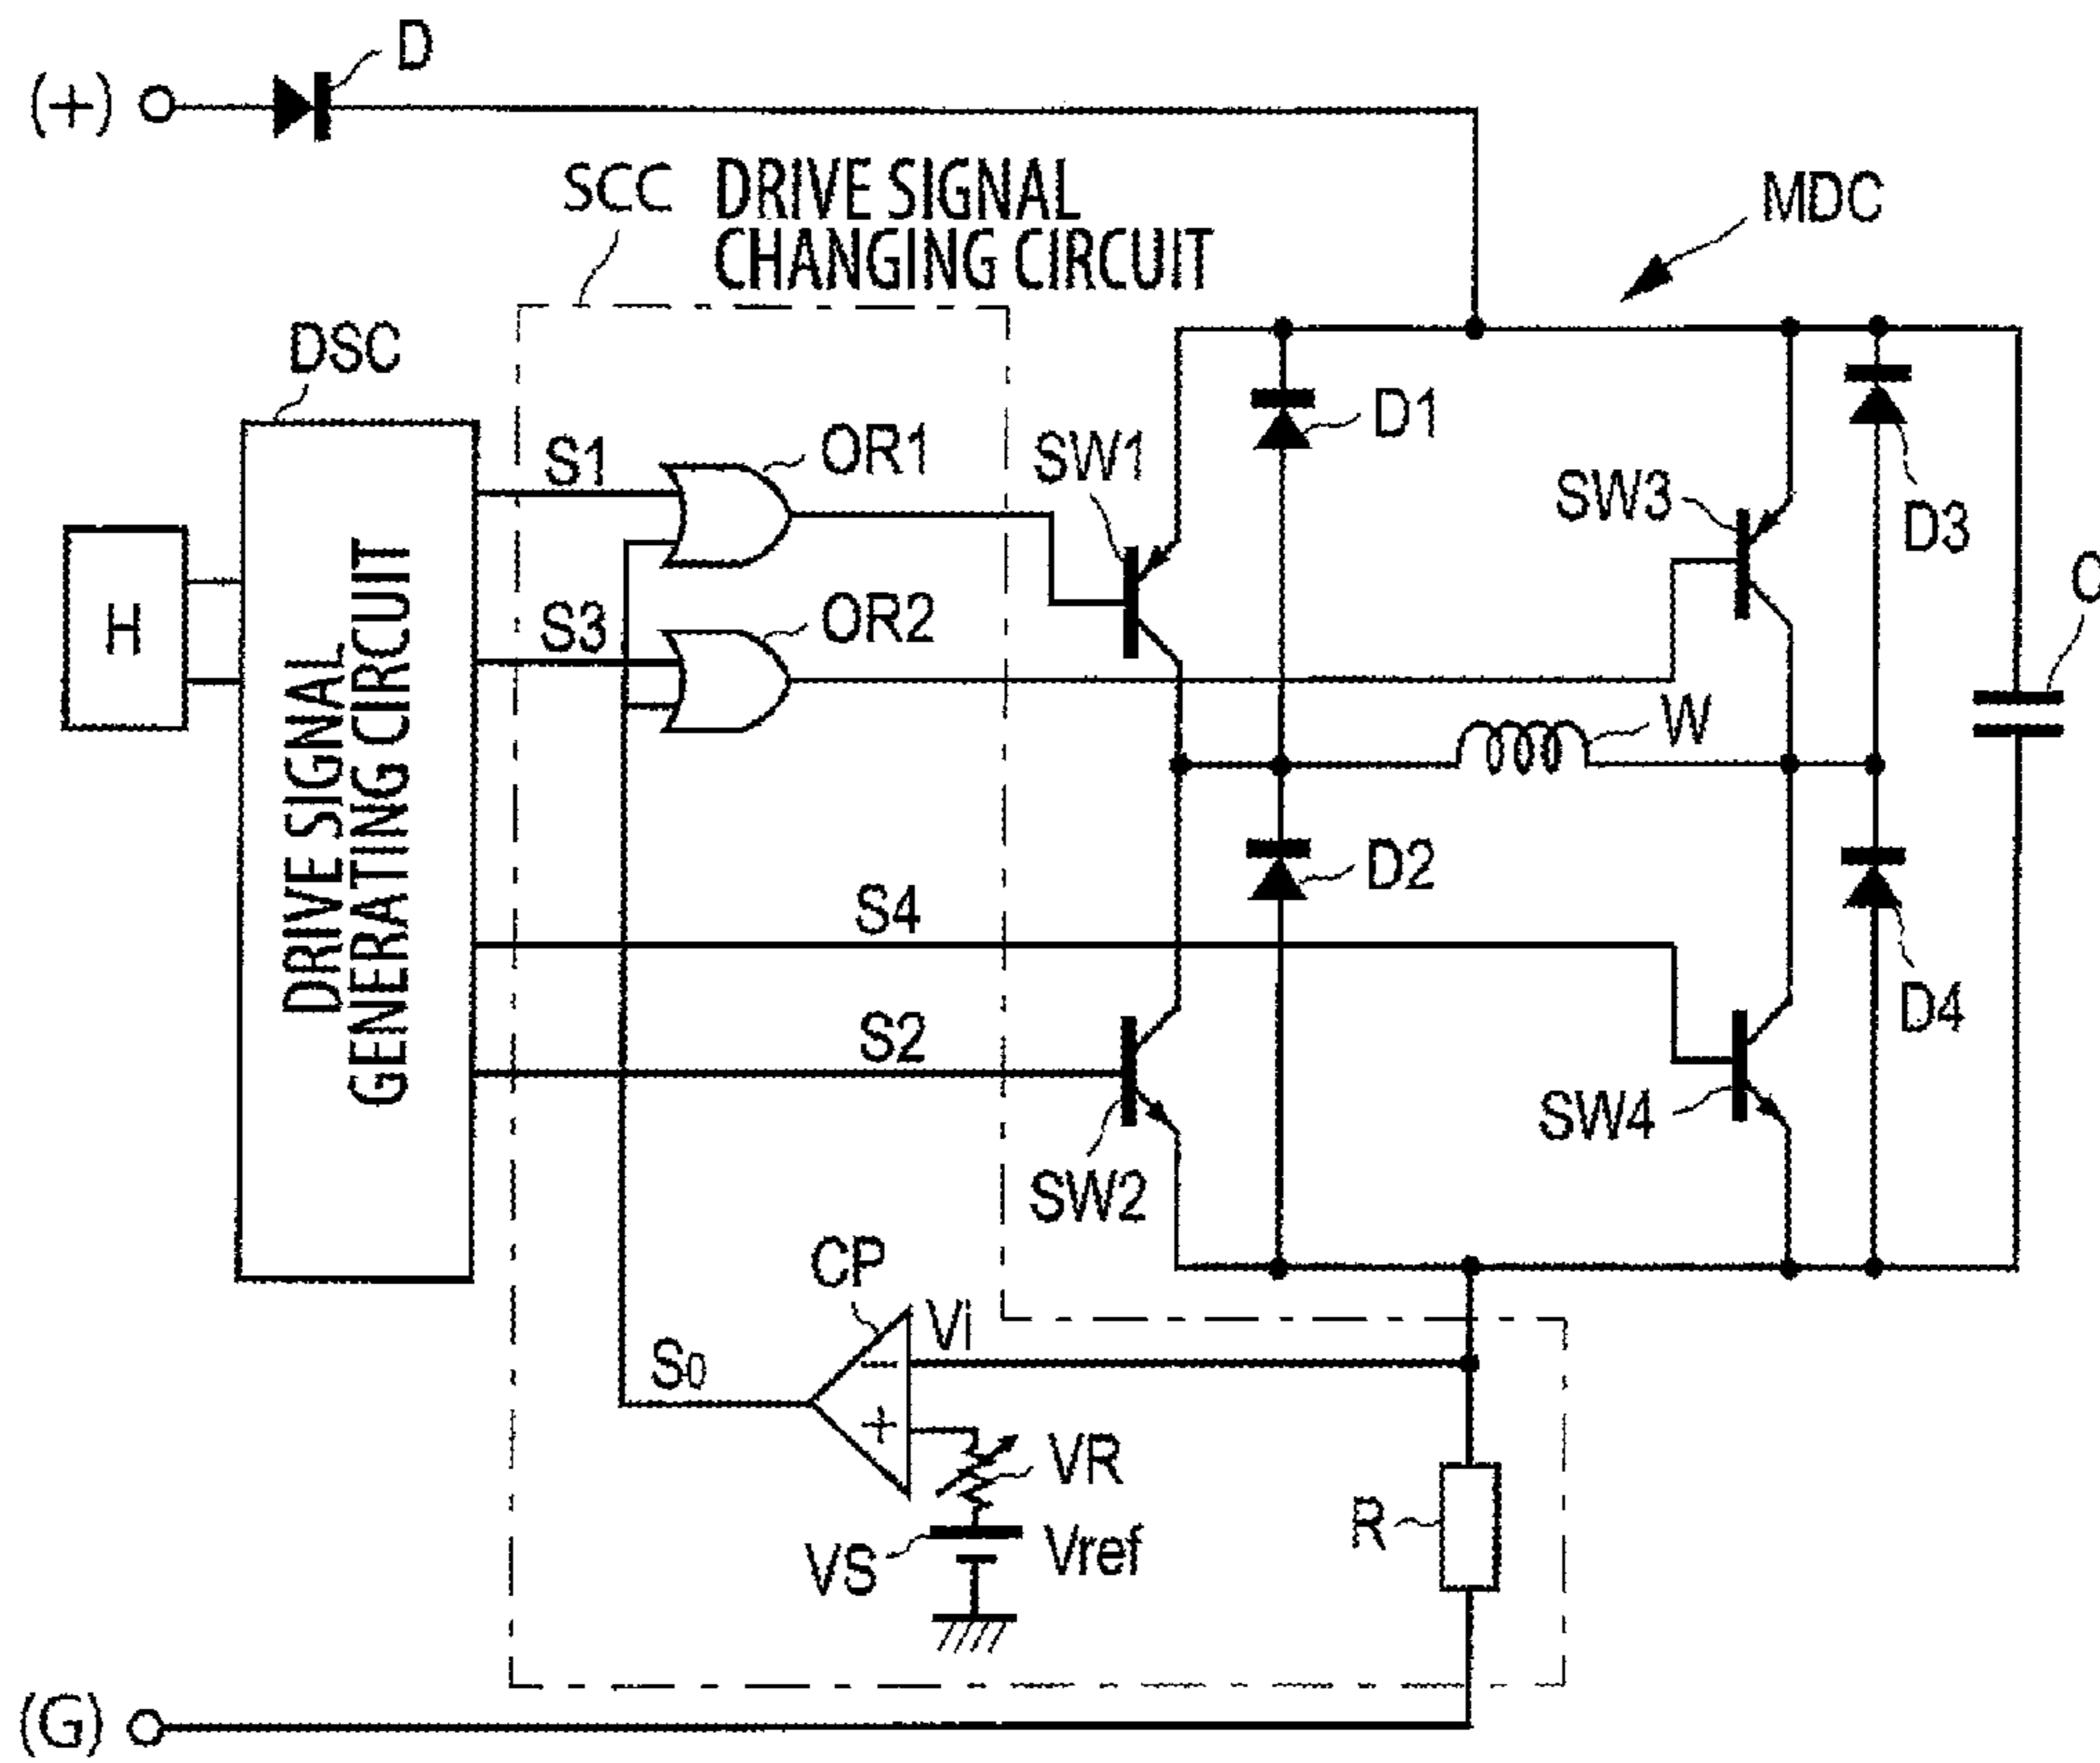 (+)
D
SCC
DRIVE SIGNAL
CHANGING CIRCUIT
MDC
DSC
S1
OR1
SW1
D1
SW3
D3
C
H
DRIVE SIGNAL
GENERATING CIRCUIT
S3
OR2
W
D2
S4
S2
SW2
SW4
D4
CP
Vi
S0
−
+
VR
VS
Vref
R
(G)